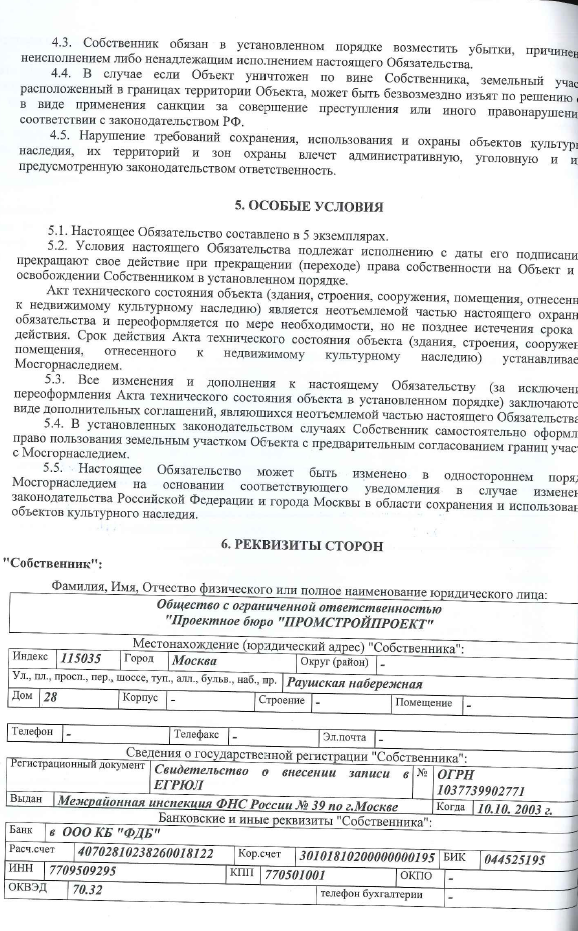 4.3. Собственник обязан в установленном порядке возместить убытки, причинен
неисполнением либо ненадлежащим исполнением настоящего Обязательства.
4.4. В случае если Объект уничтожен по вине Собственника, земельный учас
расположенный в границах территории Объекта, может быть безвозмездно изъят по решению с
в виде применения санкции за совершение преступления или иного правонарушени
соответствии с законодательством РФ.
4.5. Нарушение требований сохранения, использования и охраны объектов культурн
наследия, их территорий и зон охраны влечет административную, уголовную и и
предусмотренную законодательством ответственность.
5. ОСОБЫЕ УСЛОВИЯ
5.1. Настоящее Обязательство составлено в 5 экземплярах.
5.2. Условия настоящего Обязательства подлежат исполнению с даты его подписани
прекращают свое действие при прекращении (переходе) права собственности на Объект и
освобождении Собственником в установленном порядке.
Акт технического состояния объекта (здания, строения, сооружения, помещения, отнесенн
к недвижимому культурному наследию) является неотъемлемой частью настоящего охранн
обязательства и переоформляется по мере необходимости, но не позднее истечения срока
действия. Срок действия Акта технического состояния объекта (здания, строения, сооружен
помещения, отнесенного к недвижимому культурному наследию) устанавливае
Мосгорнаследием.
5.3. Все изменения и дополнения к настоящему Обязательству (за исключени
переоформления Акта технического состояния объекта в установленном порядке) заключаютс
виде дополнительных соглашений, являющихся неотъемлемой частью настоящего Обязательства
5.4. В установленных законодательством случаях Собственник самостоятельно оформл
право пользования земельным участком Объекта с предварительным согласованием границ учас
с Мосгорнаследием.
5.5. Настоящее Обязательство может быть изменено в одностороннем поряд
Мосгорнаследием на основании соответствующего уведомления в случае изменен
законодательства Российской Федерации и города Москвы в области сохранения и использован
объектов культурного наследия.
6. РЕКВИЗИТЫ СТОРОН
"Собственник":
Фамилия, Имя, Отчество физического или полное наименование юридического лица:
Общество с ограниченной ответственностью
"Проектное бюро "ПРОМСТРОЙПРОЕКТ"
Местонахождение (юридический адрес) "Собственника":
Индекс 115035 Город Москва Округ (район) -
Ул., пл., просп., пер., шоссе, туп., алл., бульв., наб., пр. Раушская набережная
Дом 28 Корпус - Строение - Помещение -
Телефон - Телефакс - Эл.почта -
Сведения о государственной регистрации "Собственника":
Регистрационный документ Свидетельство о внесении записи в № ОГРН
ЕГРЮЛ 1037739902771
Выдан Межрайонная инспекция ФНС России № 39 по г.Москве Когда 10.10. 2003 г.
Банковские и иные реквизиты "Собственника":
Банк в ООО КБ "ФДБ"
Расч.счет 40702810238260018122 Кор.счет 30101810200000000195 БИК 044525195
ИНН 7709509295 КПП 770501001 ОКПО -
ОКВЭД 70.32 телефон бухгалтерии -